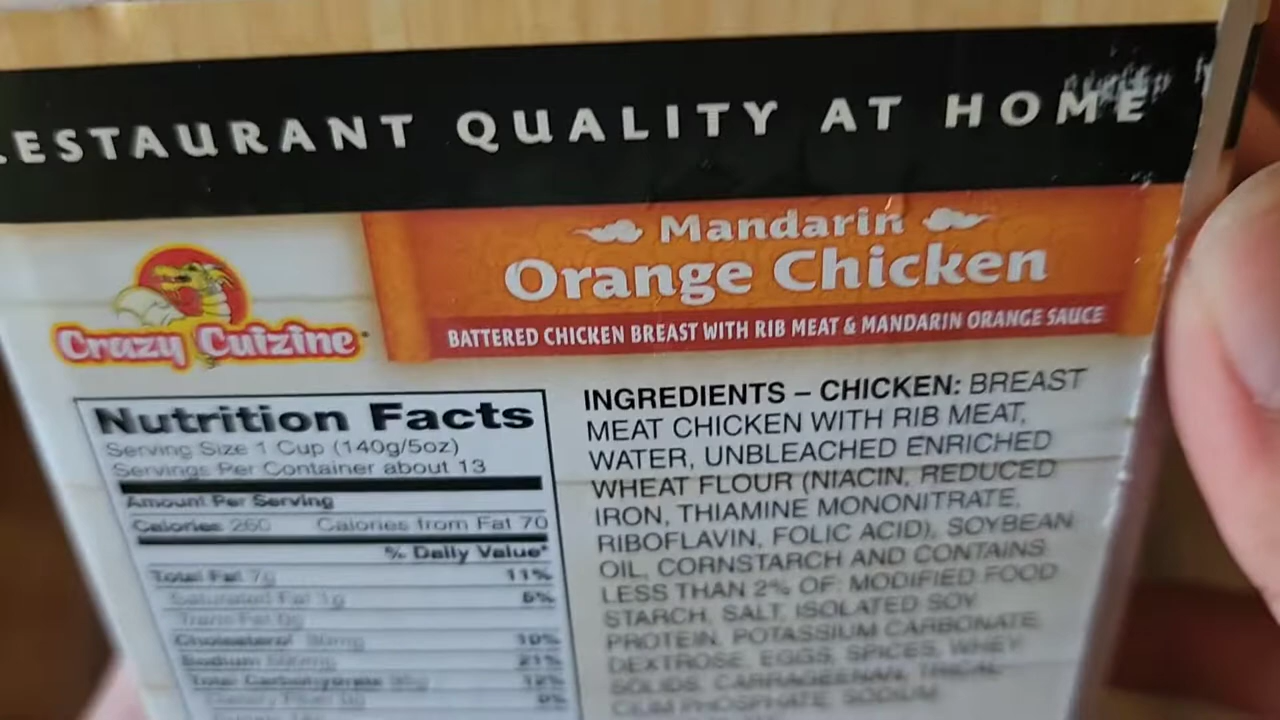 ESTAURANT QUALITY AT HOME
Mandarin
Orange Chicken
BATTERED CHICKEN BREAST WITH RIB MEAT & MANDARIN ORANGE SAUCE
Crazy Cuizine
Nutrition Facts
Serving Size 1 Cup (140g/5oz)
Servings Per Container about 13
Amount Per Serving
Calories 260 Calories from Fat 70
% Daily Value*
Total Fat 7g 11%
Saturated Fat 1g 5%
Trans Fat 0g
Cholesterol 30mg 10%
Sodium 21%
Total Carbohydrate 12%
Dietary Fiber 0g 0%
INGREDIENTS – CHICKEN: BREAST
MEAT CHICKEN WITH RIB MEAT,
WATER, UNBLEACHED ENRICHED
WHEAT FLOUR (NIACIN, REDUCED
IRON, THIAMINE MONONITRATE,
RIBOFLAVIN, FOLIC ACID), SOYBEAN
OIL, CORNSTARCH AND CONTAINS
LESS THAN 2% OF: MODIFIED FOOD
STARCH, SALT, ISOLATED SOY
PROTEIN, POTASSIUM CARBONATE,
DEXTROSE, EGGS, SPICES, WHEY
SOLIDS, CARRAGEENAN, TRICAL-
CIUM PHOSPHATE, SODIUM